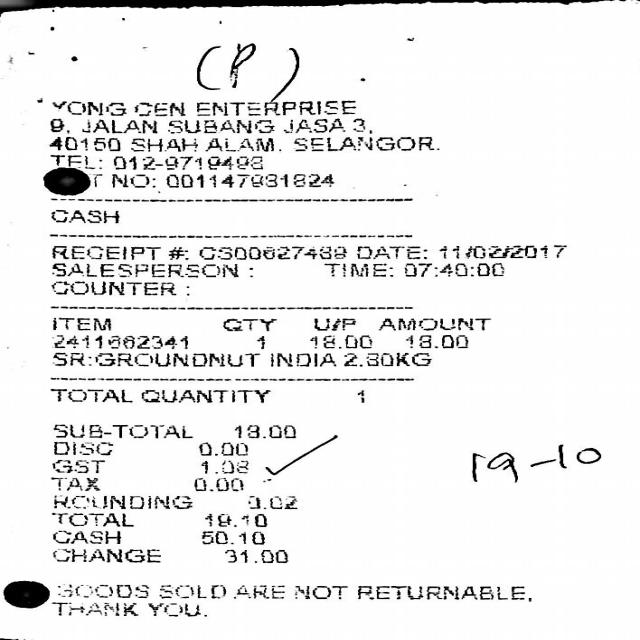 (P)
YONG CEN ENTERPRISE
9, JALAN SUBANG JASA 3,
40150 SHAH ALAM, SELANGOR.
TEL: 012-9719498
T NO: 001147981824
CASH
RECEIPT #: CS00627489 DATE: 11/02/2017
SALESPERSON : TIME: 07:40:00
COUNTER :
ITEM QTY U/P AMOUNT
2411662341 1 18.00 18.00
SR:GROUNDNUT INDIA 2.80KG
TOTAL QUANTITY 1
SUB-TOTAL 18.00
DISC 0.00
GST 1.08
TAX 0.00
ROUNDING 0.02
TOTAL 19.10
19-10
CASH 50.10
CHANGE 31.00
GOODS SOLD ARE NOT RETURNABLE,
THANK YOU.